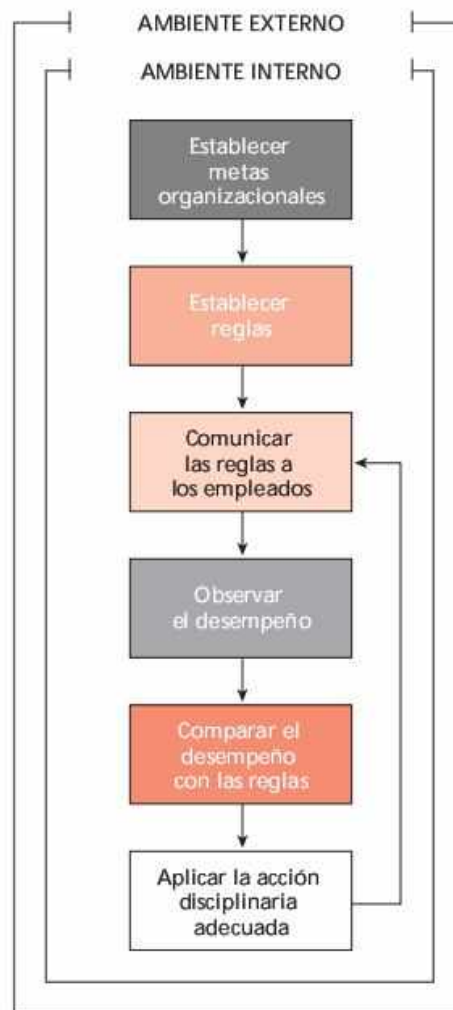 AMBIENTE EXTERNO
AMBIENTE INTERNO
Establecer
metas
organizacionales
Establecer
reglas
Comunicar
las reglas a
los empleados
Observar
el desempeño
Comparar el
desempeño
con las reglas
Aplicar la acción
disciplinaria
adecuada